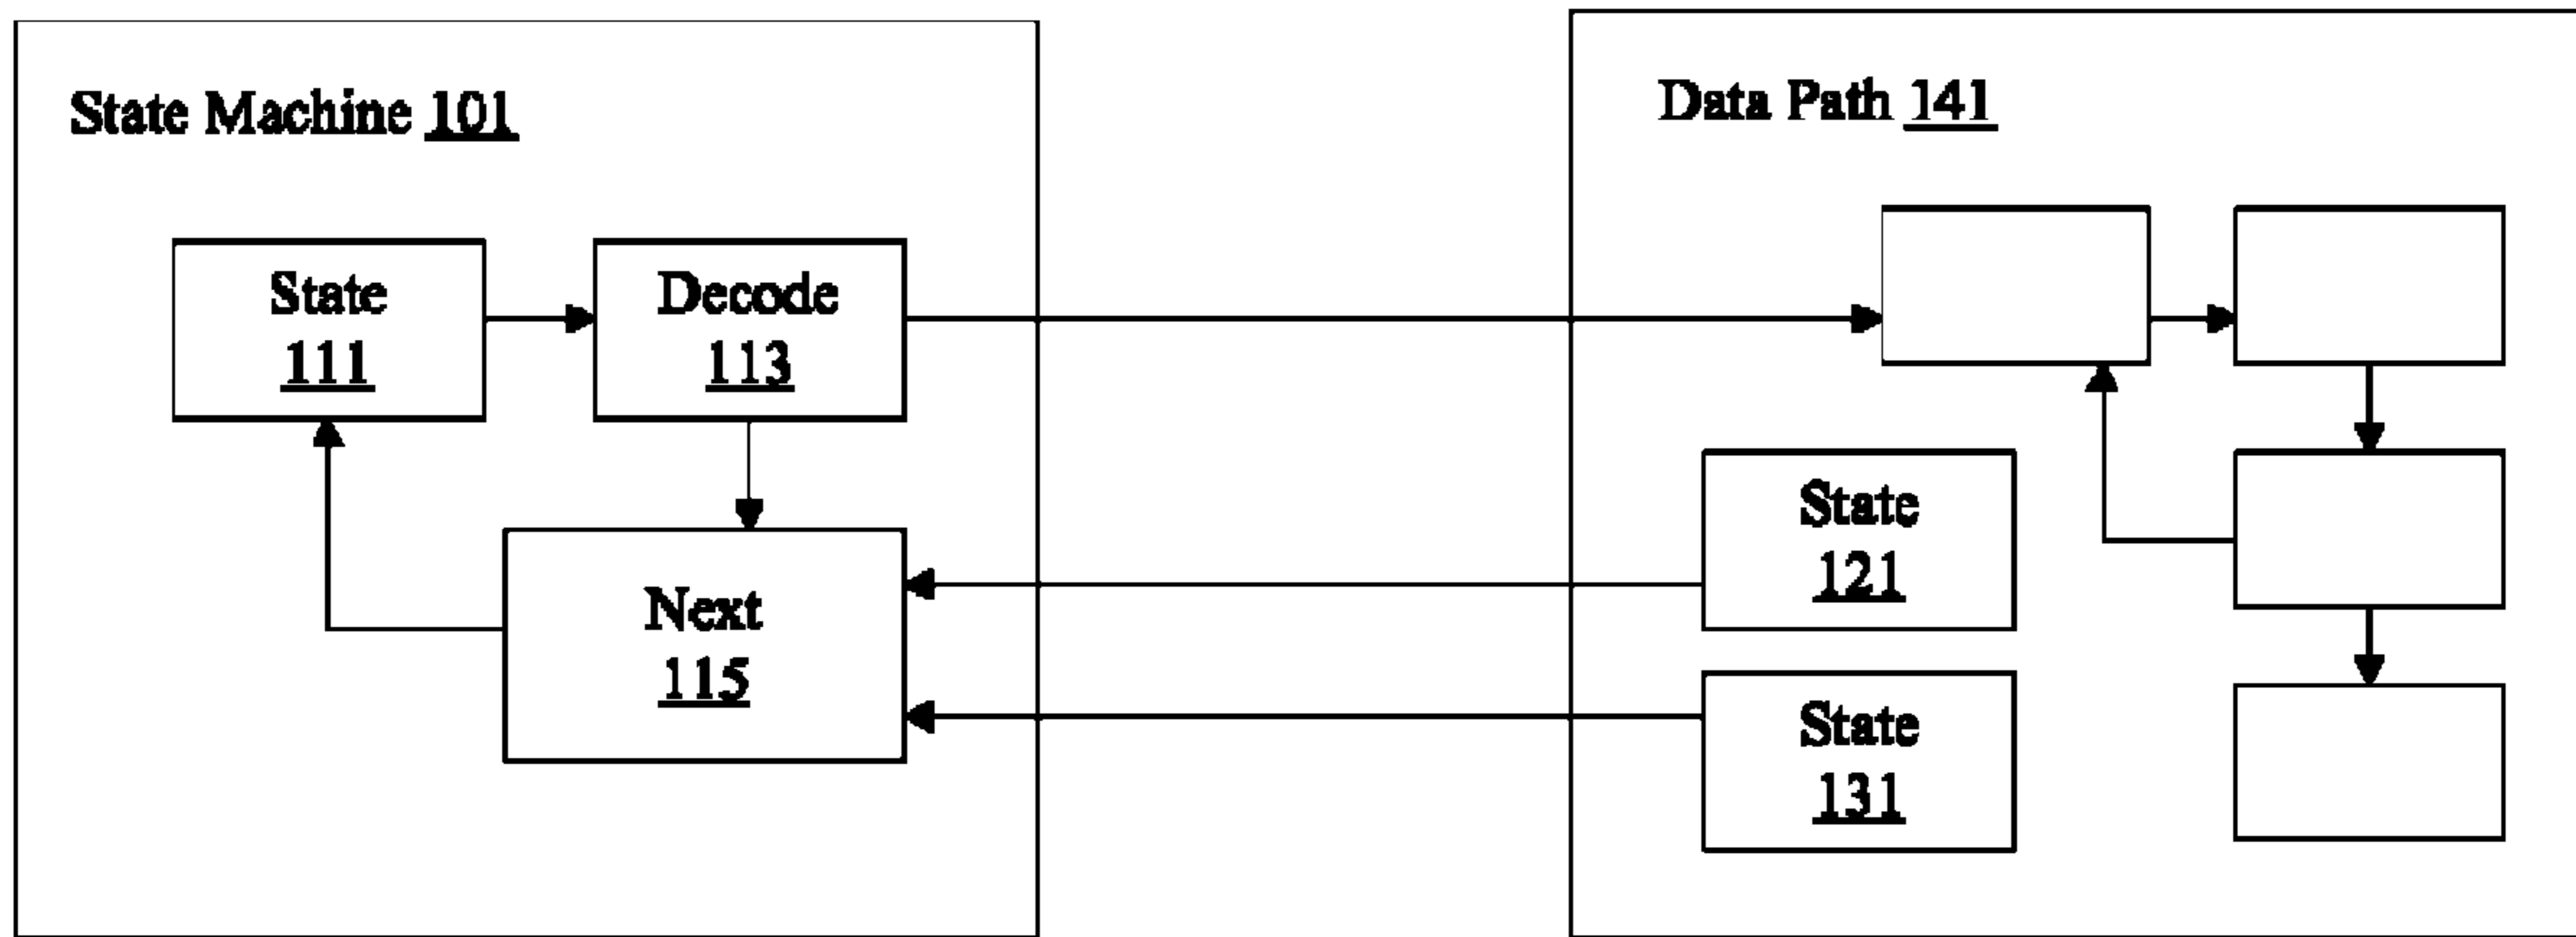 State Machine 101
Data Path 141
State
111
Decode
113
Next
115
State
121
State
131